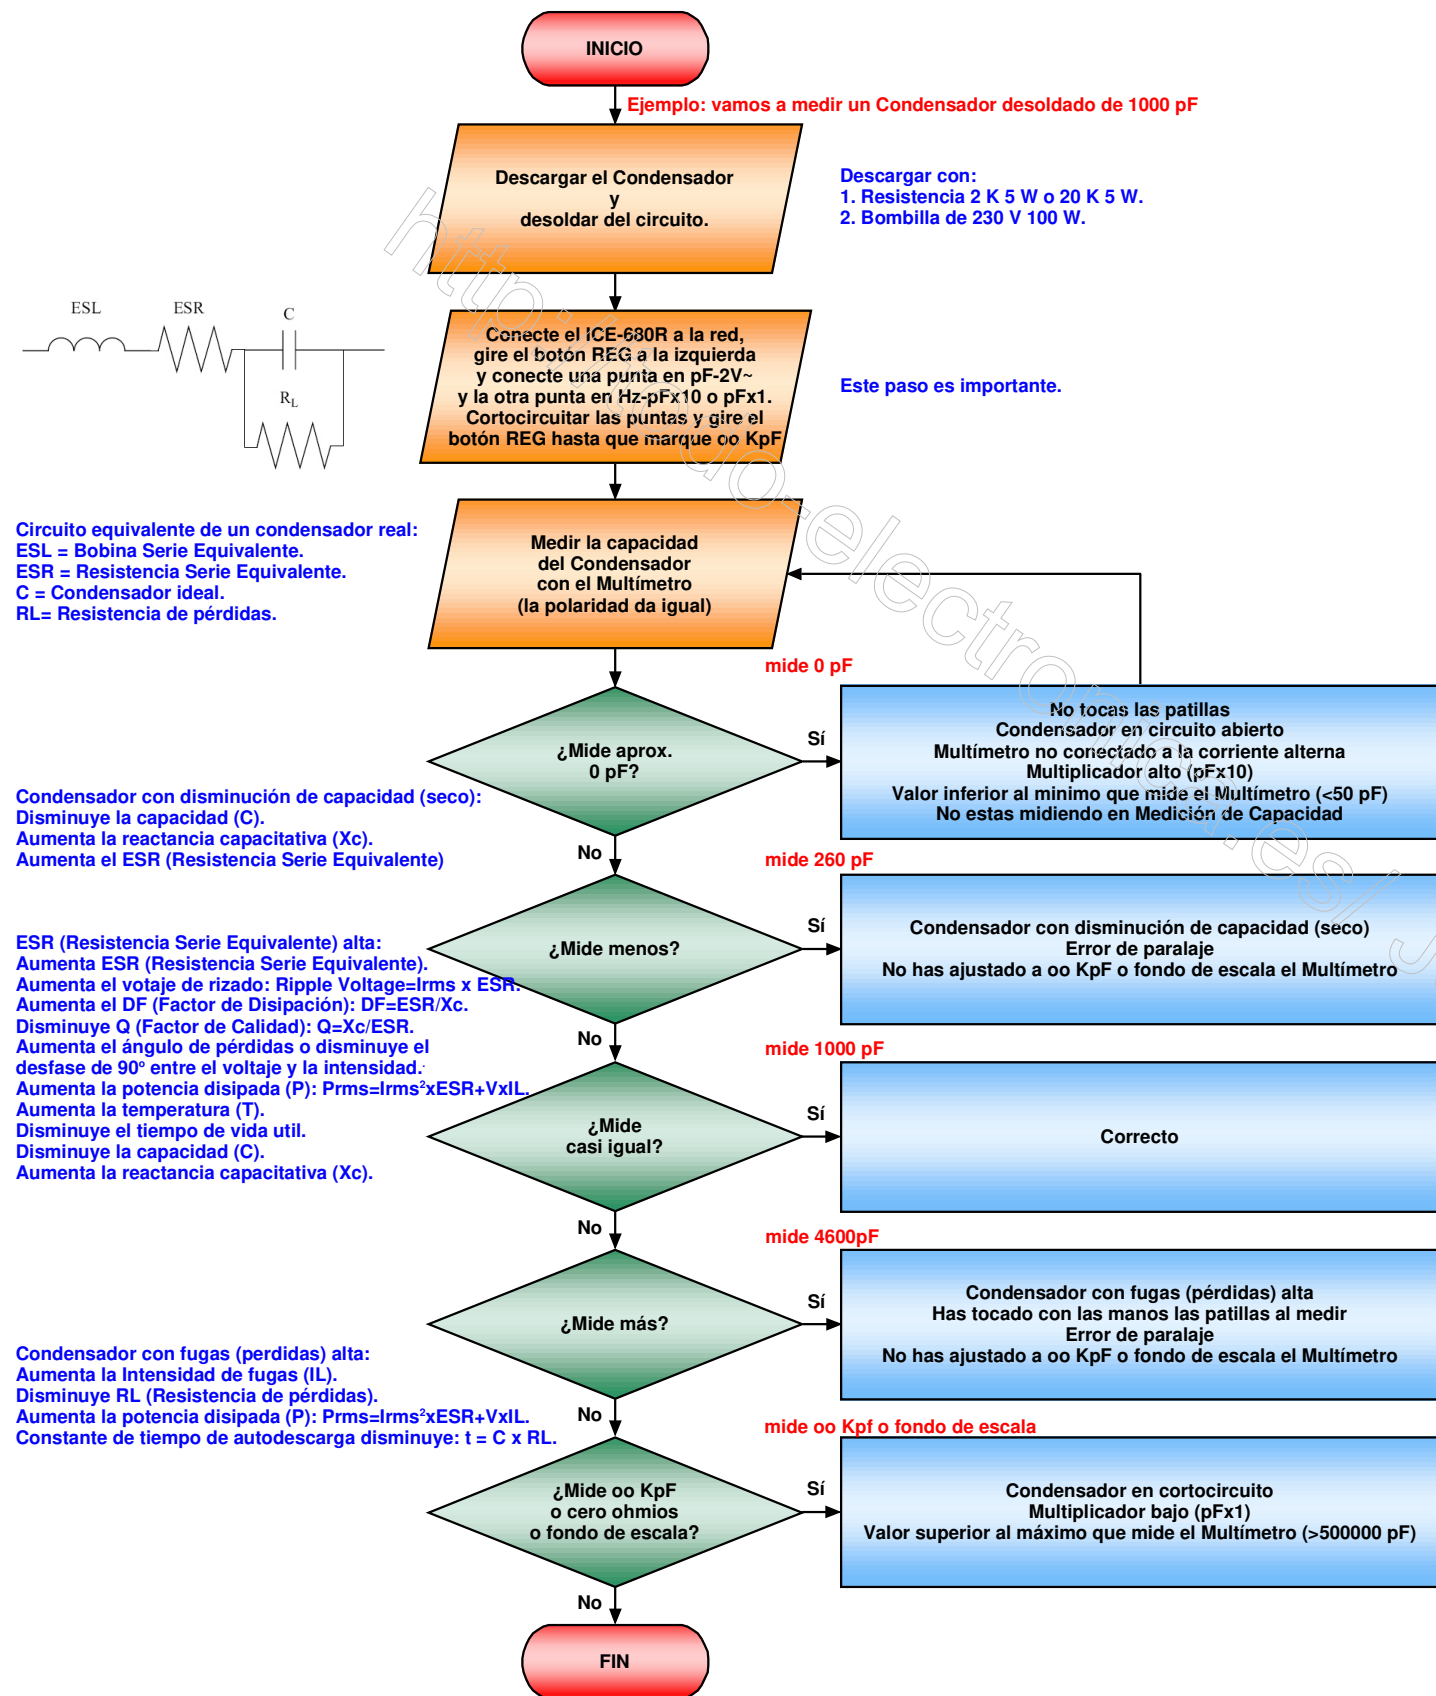 INICIO
Ejemplo: vamos a medir un Condensador desoldado de 1000 pF
Descargar el Condensador
y
desoldar del circuito.
Descargar con:
1. Resistencia 2 K 5 W o 20 K 5 W.
2. Bombilla de 230 V 100 W.
ESL
ESR
C
RL
Conecte el ICE-680R a la red,
gire el botón REG a la izquierda
y conecte una punta en pF-2V~
y la otra punta en Hz-pFx10 o pFx1.
Cortocircuitar las puntas y gire el
botón REG hasta que marque oo KpF
Este paso es importante.
Circuito equivalente de un condensador real:
ESL = Bobina Serie Equivalente.
ESR = Resistencia Serie Equivalente.
C = Condensador ideal.
RL= Resistencia de pérdidas.
Medir la capacidad
del Condensador
con el Multímetro
(la polaridad da igual)
mide 0 pF
¿Mide aprox.
0 pF?
Sí
No tocas las patillas
Condensador en circuito abierto
Multímetro no conectado a la corriente alterna
Multiplicador alto (pFx10)
Valor inferior al minimo que mide el Multímetro (<50 pF)
No estas midiendo en Medición de Capacidad
Condensador con disminución de capacidad (seco):
Disminuye la capacidad (C).
Aumenta la reactancia capacitativa (Xc).
Aumenta el ESR (Resistencia Serie Equivalente)
No
mide 260 pF
¿Mide menos?
Sí
Condensador con disminución de capacidad (seco)
Error de paralaje
No has ajustado a oo KpF o fondo de escala el Multímetro
ESR (Resistencia Serie Equivalente) alta:
Aumenta ESR (Resistencia Serie Equivalente).
Aumenta el votaje de rizado: Ripple Voltage=Irms x ESR.
Aumenta el DF (Factor de Disipación): DF=ESR/Xc.
Disminuye Q (Factor de Calidad): Q=Xc/ESR.
Aumenta el ángulo de pérdidas o disminuye el
desfase de 90º entre el voltaje y la intensidad.
Aumenta la potencia disipada (P): Prms=Irms²xESR+VxIL.
Aumenta la temperatura (T).
Disminuye el tiempo de vida util.
Disminuye la capacidad (C).
Aumenta la reactancia capacitativa (Xc).
No
mide 1000 pF
¿Mide
casi igual?
Sí
Correcto
No
mide 4600pF
¿Mide más?
Sí
Condensador con fugas (pérdidas) alta
Has tocado con las manos las patillas al medir
Error de paralaje
No has ajustado a oo KpF o fondo de escala el Multímetro
Condensador con fugas (perdidas) alta:
Aumenta la Intensidad de fugas (IL).
Disminuye RL (Resistencia de pérdidas).
Aumenta la potencia disipada (P): Prms=Irms²xESR+VxIL.
Constante de tiempo de autodescarga disminuye: t = C x RL.
No
mide oo Kpf o fondo de escala
¿Mide oo KpF
o cero ohmios
o fondo de escala?
Sí
Condensador en cortocircuito
Multiplicador bajo (pFx1)
Valor superior al máximo que mide el Multímetro (>500000 pF)
No
FIN